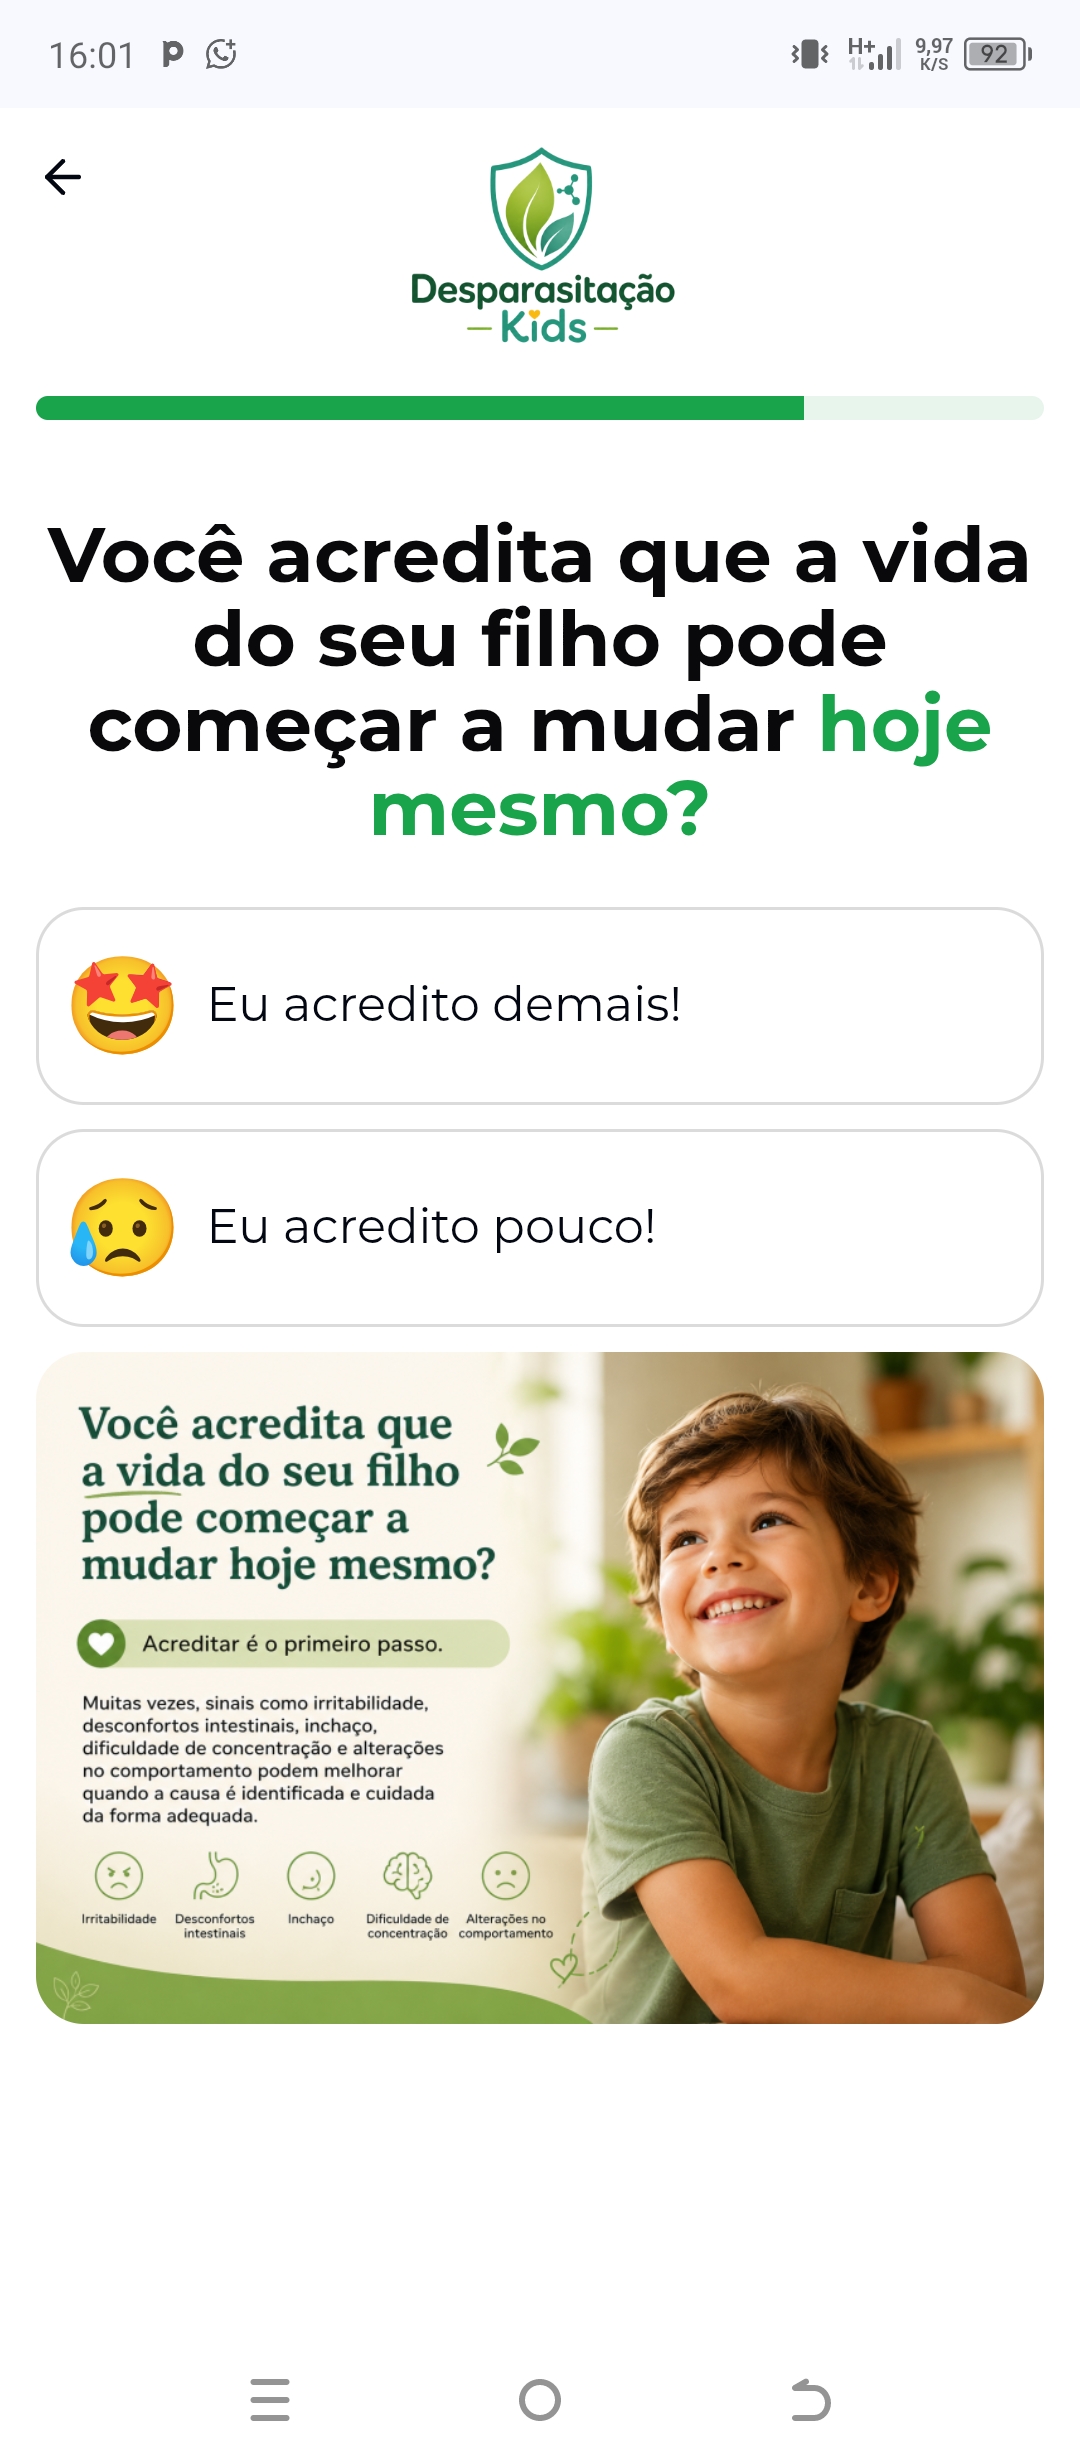 16:01
H+
9,97
K/S
92
Desparasitação
Kids
Você acredita que a vida
do seu filho pode
começar a mudar hoje
mesmo?
Eu acredito demais!
Eu acredito pouco!
Você acredita que
a vida do seu filho
pode começar a
mudar hoje mesmo?
Acreditar é o primeiro passo.
Muitas vezes, sinais como irritabilidade,
desconfortos intestinais, inchaço,
dificuldade de concentração e alterações
no comportamento podem melhorar
quando a causa é identificada e cuidada
da forma adequada.
Irritabilidade
Desconfortos
intestinais
Inchaço
Dificuldade de
concentração
Alterações no
comportamento